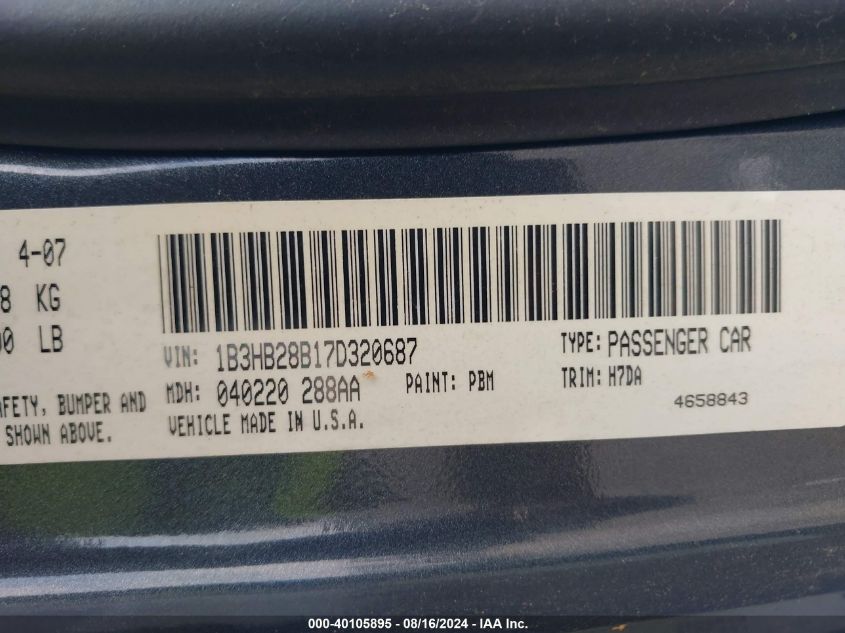 4-07
8 KG
00 LB
VIN: 1B3HB28B17D320687
TYPE: PASSENGER CAR
MDH: 040220 288AA
PAINT: PBM
TRIM: H7DA
AFETY, BUMPER AND
4658843
SHOWN ABOVE.
VEHICLE MADE IN U.S.A.
000-40105895 - 08/16/2024 - IAA Inc.